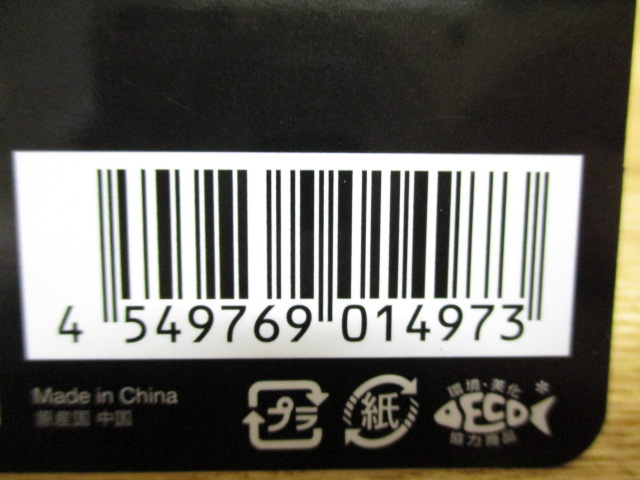 4 549769 014973
Made in China
原産国 中国
プラ
紙
環境・美化
ECO
協力商品
*